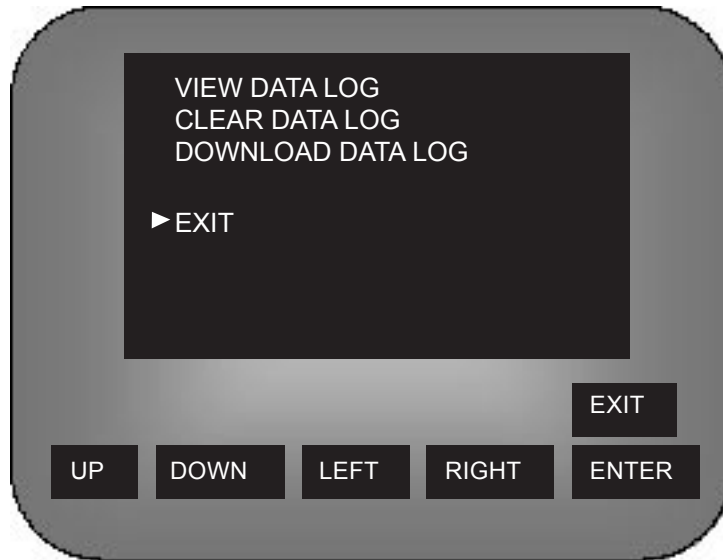 VIEW DATA LOG
CLEAR DATA LOG
DOWNLOAD DATA LOG
EXIT
EXIT
UP DOWN LEFT RIGHT ENTER